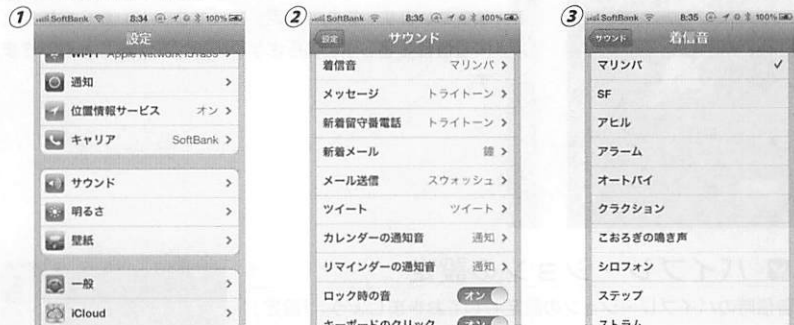 ①
SoftBank 8:34 100%
設定
Wi-Fi Apple Network
通知
位置情報サービス オン
キャリア SoftBank
サウンド
明るさ
壁紙
一般
iCloud
②
SoftBank 8:35 100%
設定 サウンド
着信音 マリンバ
メッセージ トライトーン
新着留守番電話 トライトーン
新着メール 鐘
メール送信 スウォッシュ
ツイート ツイート
カレンダーの通知音 通知
リマインダーの通知音 通知
ロック時の音 オン
キーボードのクリック オン
③
SoftBank 8:35 100%
サウンド 着信音
マリンバ ✓
SF
アヒル
アラーム
オートバイ
クラクション
こおろぎの鳴き声
シロフォン
ステップ
ストラム